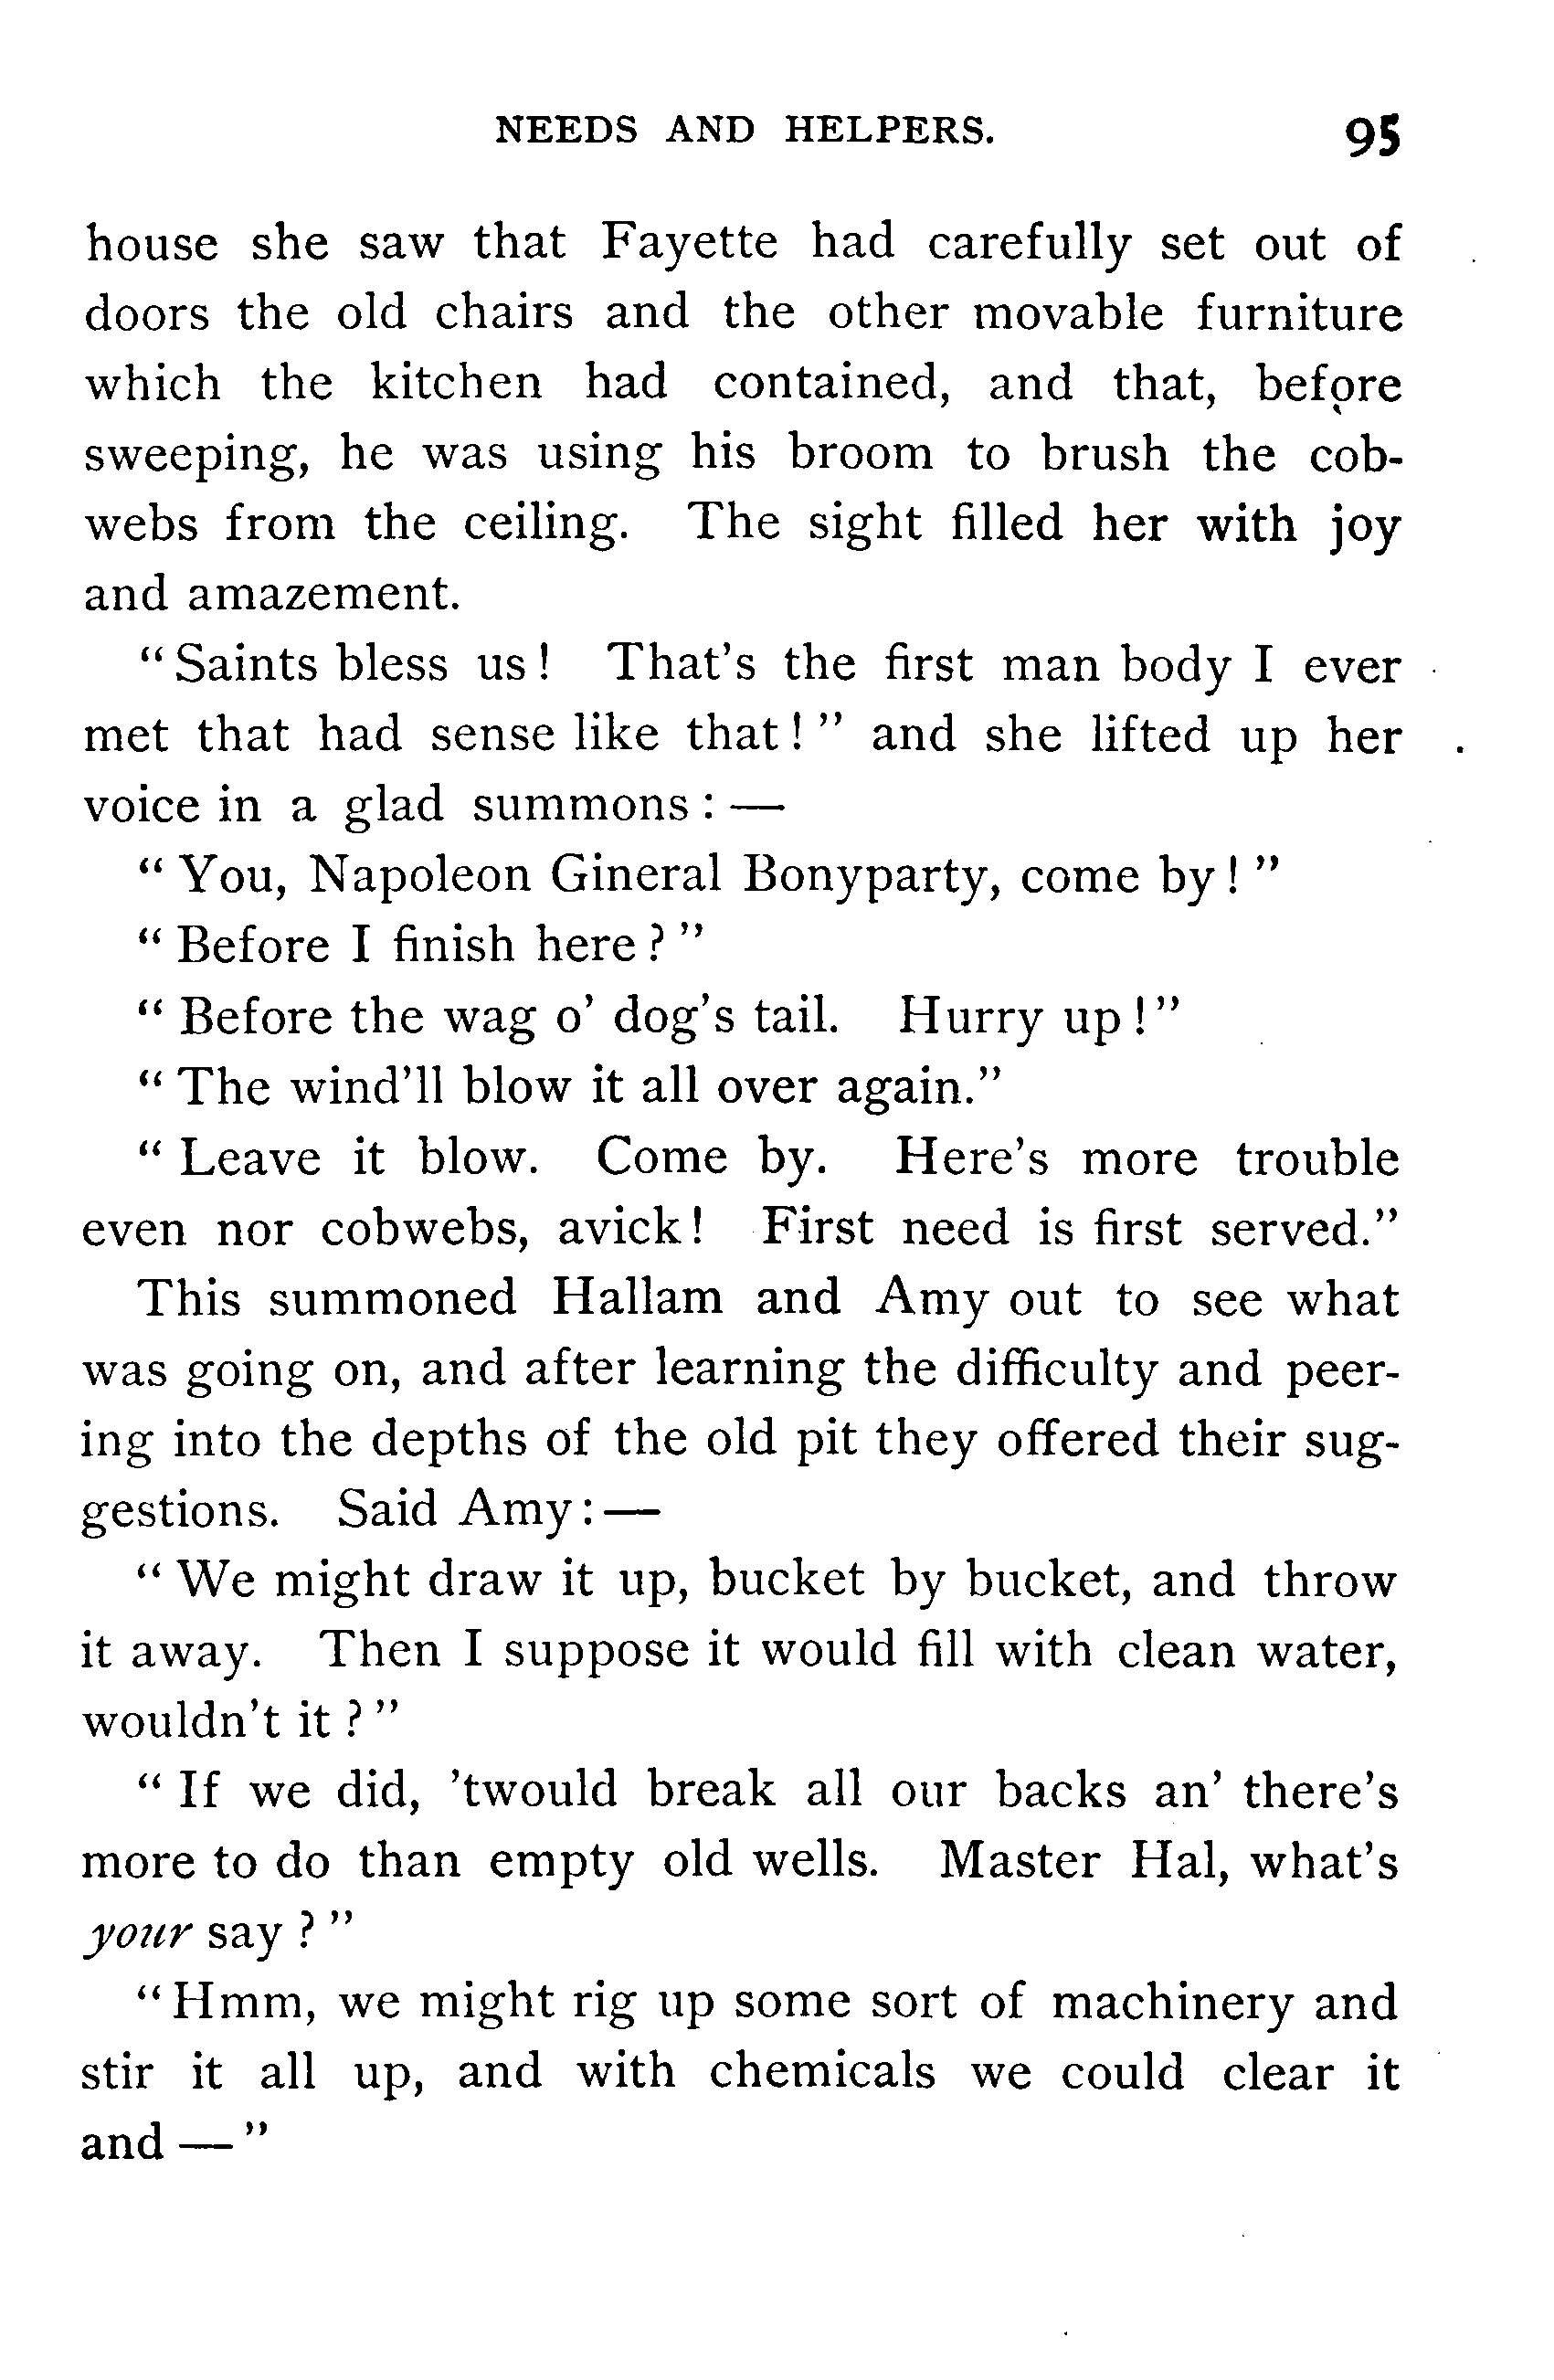 NEEDS AND HELPERS. 95
house she saw that Fayette had carefully set out of
doors the old chairs and the other movable furniture
which the kitchen had contained, and that, before
sweeping, he was using his broom to brush the cob-
webs from the ceiling. The sight filled her with joy
and amazement.
“Saints bless us! That’s the first man body I ever
met that had sense like that!” and she lifted up her
voice in a glad summons: —
“You, Napoleon Gineral Bonyparty, come by!”
“Before I finish here?”
“Before the wag o’ dog’s tail. Hurry up!”
“The wind’ll blow it all over again.”
“Leave it blow. Come by. Here’s more trouble
even nor cobwebs, avick! First need is first served.”
This summoned Hallam and Amy out to see what
was going on, and after learning the difficulty and peer-
ing into the depths of the old pit they offered their sug-
gestions. Said Amy: —
“We might draw it up, bucket by bucket, and throw
it away. Then I suppose it would fill with clean water,
wouldn’t it?”
“If we did, ’twould break all our backs an’ there’s
more to do than empty old wells. Master Hal, what’s
your say?”
“Hmm, we might rig up some sort of machinery and
stir it all up, and with chemicals we could clear it
and — ”